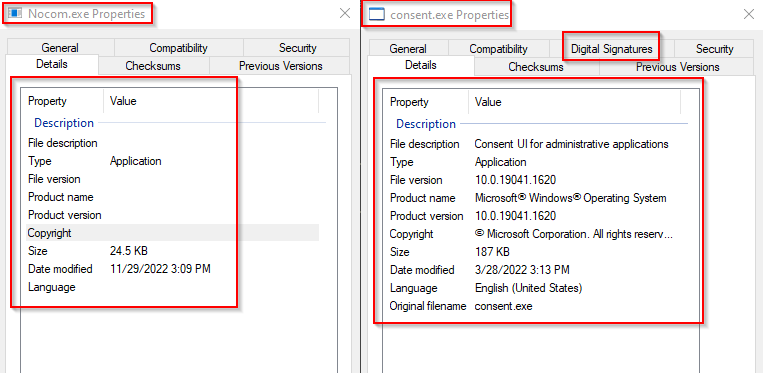 Nocom.exe Properties
General Compatibility Security
Details Checksums Previous Versions
Property Value
Description
File description
Type Application
File version
Product name
Product version
Copyright
Size 24.5 KB
Date modified 11/29/2022 3:09 PM
Language
consent.exe Properties
General Compatibility Digital Signatures Security
Details Checksums Previous Versions
Property Value
Description
File description Consent UI for administrative applications
Type Application
File version 10.0.19041.1620
Product name Microsoft® Windows® Operating System
Product version 10.0.19041.1620
Copyright © Microsoft Corporation. All rights reserv...
Size 187 KB
Date modified 3/28/2022 3:13 PM
Language English (United States)
Original filename consent.exe